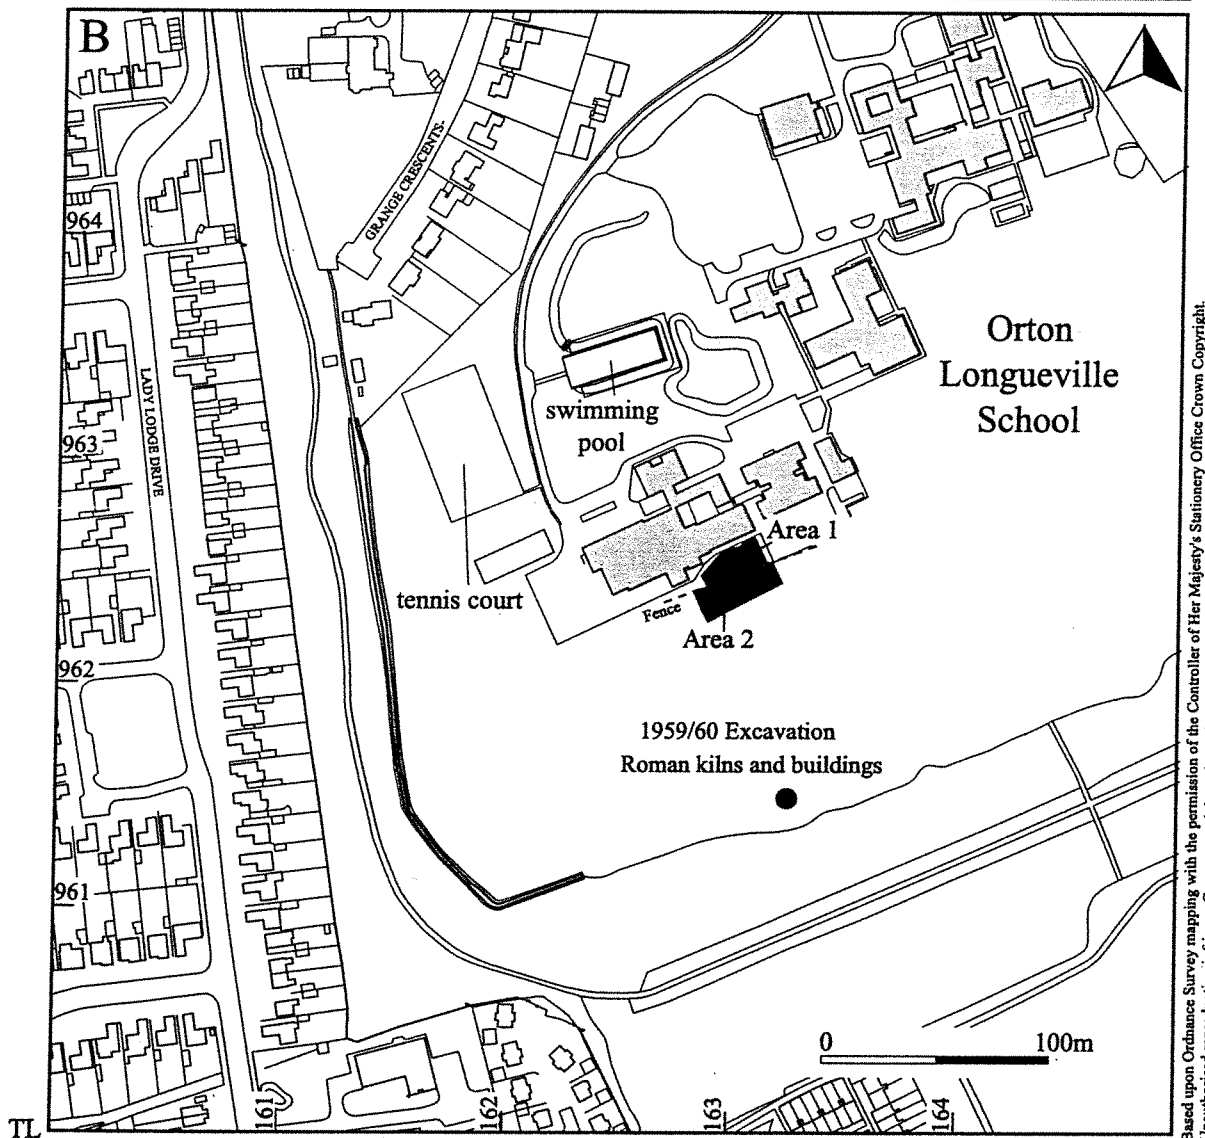 B
GRANGE CRESCENTS
964
LADY LODGE DRIVE
963
Orton
Longueville
School
swimming
pool
Area 1
tennis court
Fence
Area 2
962
1959/60 Excavation
Roman kilns and buildings
961
0 100m
161
162
163
164
TL
Based upon Ordnance Survey mapping with the permission of the Controller of Her Majesty's Stationery Office Crown Copyright.